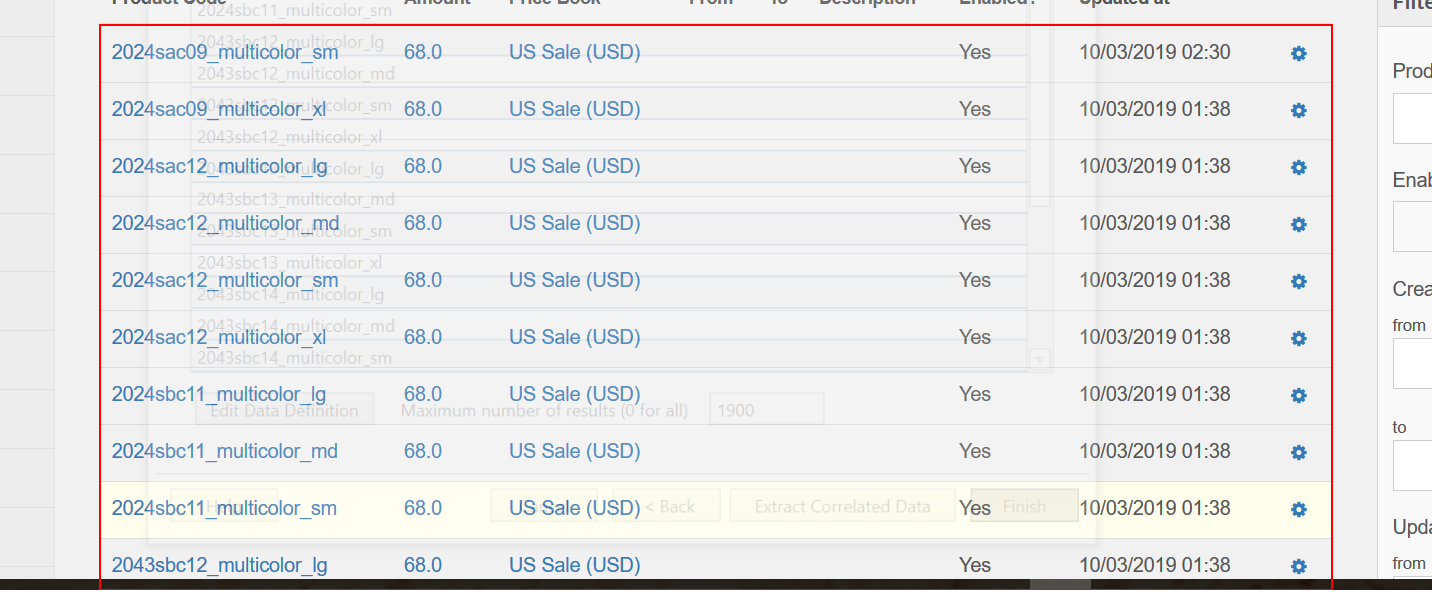 Product Code Amount Price Book From To Description Enabled? Updated at
2024sbc11_multicolor_sm
2024sac09_multicolor_sm 68.0 US Sale (USD) Yes 10/03/2019 02:30
2043sbc12_multicolor_lg
2043sbc12_multicolor_md
2024sac09_multicolor_xl 68.0 US Sale (USD) Yes 10/03/2019 01:38
2043sbc12_multicolor_sm
2043sbc12_multicolor_xl
2024sac12_multicolor_lg 68.0 US Sale (USD) Yes 10/03/2019 01:38
2043sbc13_multicolor_md
2024sac12_multicolor_md 68.0 US Sale (USD) Yes 10/03/2019 01:38
2043sbc13_multicolor_sm
2043sbc13_multicolor_xl
2024sac12_multicolor_sm 68.0 US Sale (USD) Yes 10/03/2019 01:38
2043sbc14_multicolor_lg
2043sbc14_multicolor_md
2024sac12_multicolor_xl 68.0 US Sale (USD) Yes 10/03/2019 01:38
2043sbc14_multicolor_sm
2024sbc11_multicolor_lg 68.0 US Sale (USD) Yes 10/03/2019 01:38
Edit Data Definition Maximum number of results (0 for all) 1900
2024sbc11_multicolor_md 68.0 US Sale (USD) Yes 10/03/2019 01:38
2024sbc11_multicolor_sm 68.0 US Sale (USD) Yes 10/03/2019 01:38
< Back Extract Correlated Data Finish
2043sbc12_multicolor_lg 68.0 US Sale (USD) Yes 10/03/2019 01:38
Filte
Prod
Enab
Crea
from
to
Upda
from